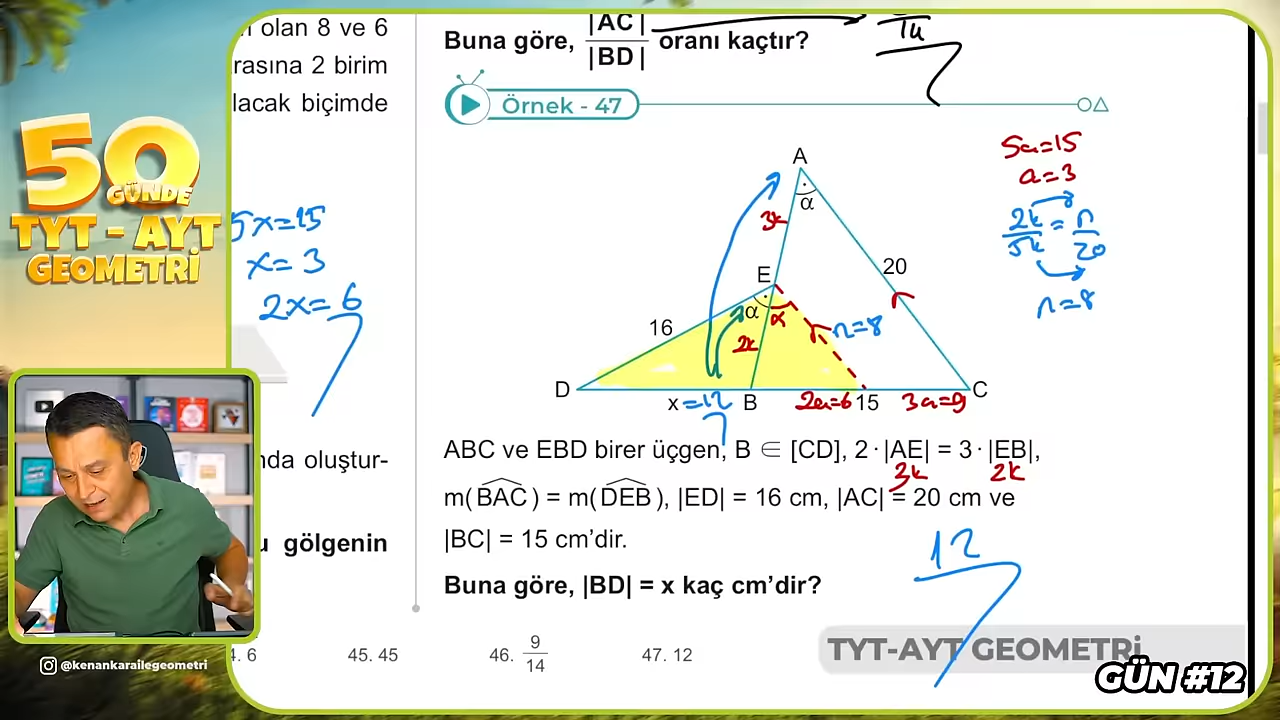 50
GÜNDE
TYT - AYT
GEOMETRİ
olan 8 ve 6
rasına 2 birim
lacak biçimde
5x=15
x=3
2x=6
nda oluştur-
gölgenin
Buna göre, |AC| / |BD| oranı kaçtır?
14
Örnek - 47
A
α
3k
20
E
α
α
16
2k
n=8
D
x=12
B
2a=6
15
3a=9
C
5a=15
a=3
2k/5k = n/20
n=8
ABC ve EBD birer üçgen, B ∈ [CD], 2·|AE| = 3·|EB|,
3k 2k
m(BAC) = m(DEB), |ED| = 16 cm, |AC| = 20 cm ve
|BC| = 15 cm'dir.
12
Buna göre, |BD| = x kaç cm'dir?
4. 6 45. 45 46. 9/14 47. 12
TYT-AYT GEOMETRİ
GÜN #12
@kenankarailegeometri